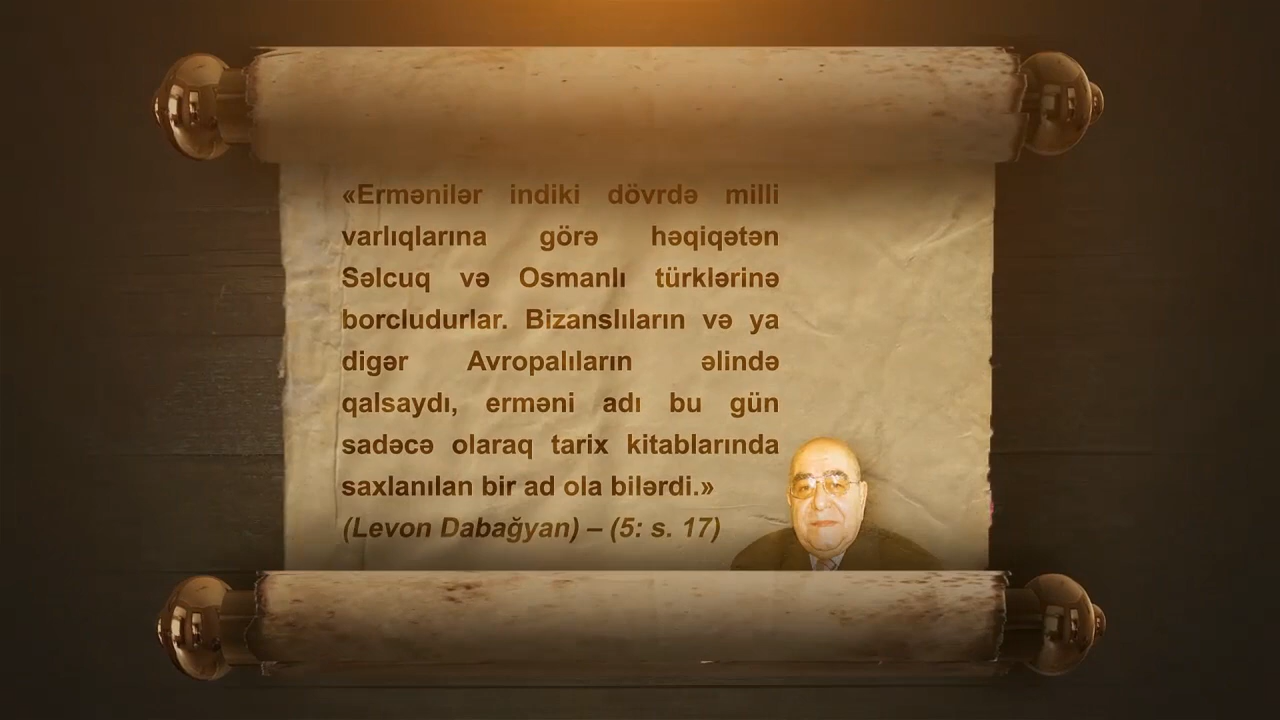 «Ermənilər indiki dövrdə milli
varlıqlarına görə həqiqətən
Səlcuq və Osmanlı türklərinə
borcludurlar. Bizanslıların və ya
digər Avropalıların əlində
qalsaydı, erməni adı bu gün
sadəcə olaraq tarix kitablarında
saxlanılan bir ad ola bilərdi.»
(Levon Dabağyan) – (5: s. 17)